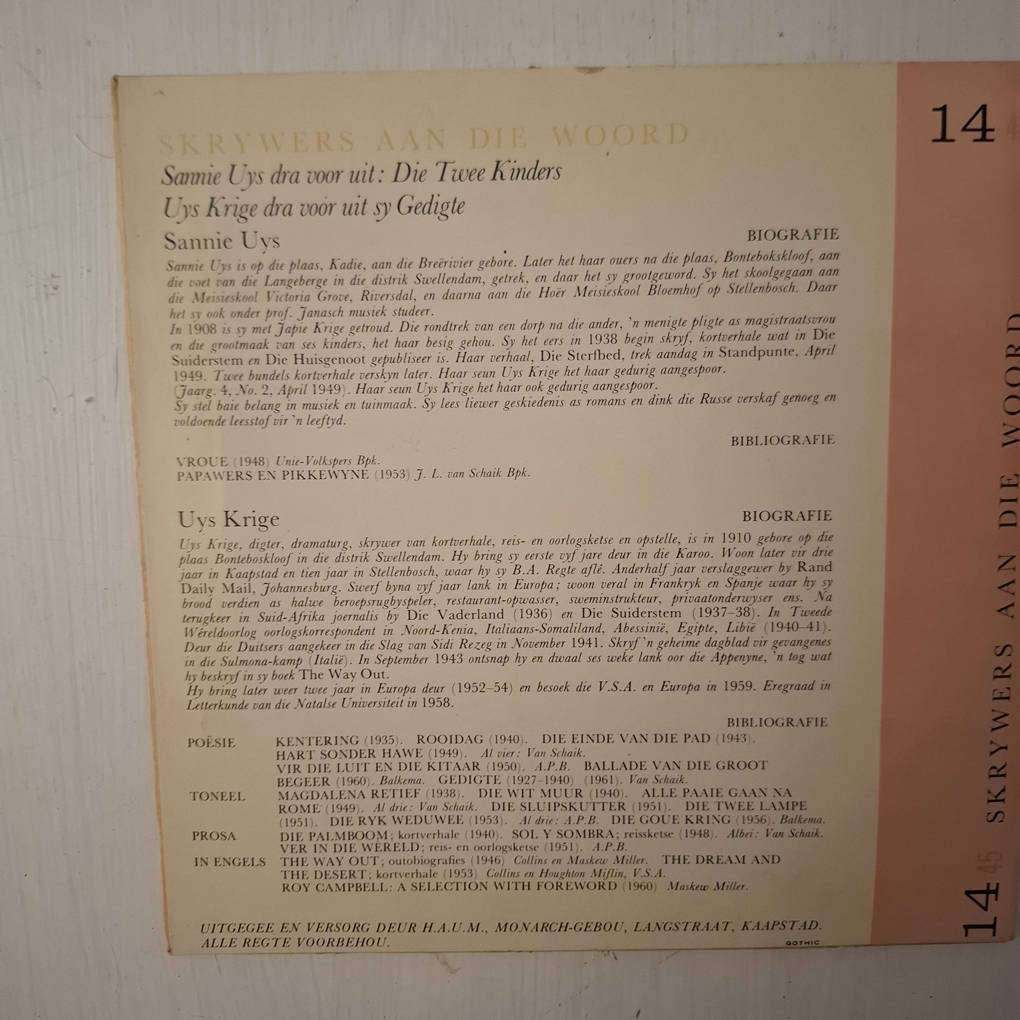 SKRYWERS AAN DIE WOORD
Sannie Uys dra voor uit: Die Twee Kinders
Uys Krige dra voor uit sy Gedigte
Sannie Uys
BIOGRAFIE
Sannie Uys is op die plaas, Kadie, aan die Breërivier gebore. Later het haar ouers na die plaas, Bontebokskloof, aan
die voet van die Langeberge in die distrik Swellendam, getrek, en daar het sy grootgeword. Sy het skoolgegaan aan
die Meisieskool Victoria Grove, Riversdal, en daarna aan die Hoër Meisieskool Bloemhof op Stellenbosch. Daar
het sy ook onder prof. Janasch musiek studeer.
In 1908 is sy met Japie Krige getroud. Die rondtrek van een dorp na die ander, 'n menigte pligte as magistraatsvrou
en die grootmaak van ses kinders, het haar besig gehou. Sy het eers in 1938 begin skryf, kortverhale wat in Die
Suiderstem en Die Huisgenoot gepubliseer is. Haar verhaal, Die Sterfbed, trek aandag in Standpunte, April
1949. Twee bundels kortverhale verskyn later. Haar seun Uys Krige het haar gedurig aangespoor.
(Jaarg. 4, No. 2, April 1949). Haar seun Uys Krige het haar ook gedurig aangespoor.
Sy stel baie belang in musiek en tuinmaak. Sy lees liewer geskiedenis as romans en dink die Russe verskaf genoeg en
voldoende leesstof vir 'n leeftyd.
BIBLIOGRAFIE
VROUE (1948) Unie-Volkspers Bpk.
PAPAWERS EN PIKKEWYNE (1953) J. L. van Schaik Bpk.
Uys Krige
BIOGRAFIE
Uys Krige, digter, dramaturg, skrywer van kortverhale, reis- en oorlogsketse en opstelle, is in 1910 gebore op die
plaas Bonteboskloof in die distrik Swellendam. Hy bring sy eerste vyf jare deur in die Karoo. Woon later vir drie
jaar in Kaapstad en tien jaar in Stellenbosch, waar hy sy B.A. Regte aflê. Anderhalf jaar verslaggewer by Rand
Daily Mail, Johannesburg. Swerf byna vyf jaar lank in Europa; woon veral in Frankryk en Spanje waar hy sy
brood verdien as halwe beroepsrugbyspeler, restaurant-opwasser, sweminstrukteur, privaatonderwyser ens. Na
terugkeer in Suid-Afrika joernalis by Die Vaderland (1936) en Die Suiderstem (1937–38). In Tweede
Wêreldoorlog oorlogskorrespondent in Noord-Kenia, Italiaans-Somaliland, Abessinië, Egipte, Libië (1940–41).
Deur die Duitsers aangekeer in die Slag van Sidi Rezeg in November 1941. Skryf 'n geheime dagblad vir gevangenes
in die Sulmona-kamp (Italië). In September 1943 ontsnap hy en dwaal ses weke lank oor die Appenyne, 'n tog wat
hy beskryf in sy boek The Way Out.
Hy bring later weer twee jaar in Europa deur (1952–54) en besoek die V.S.A. en Europa in 1959. Eregraad in
Letterkunde van die Natalse Universiteit in 1958.
BIBLIOGRAFIE
POËSIE KENTERING (1935). ROOIDAG (1940). DIE EINDE VAN DIE PAD (1943).
HART SONDER HAWE (1949). Al vier: Van Schaik.
VIR DIE LUIT EN DIE KITAAR (1950). A.P.B. BALLADE VAN DIE GROOT
BEGEER (1960). Balkema. GEDIGTE (1927–1940) (1961). Van Schaik.
TONEEL MAGDALENA RETIEF (1938). DIE WIT MUUR (1940). ALLE PAAIE GAAN NA
ROME (1949). Al drie: Van Schaik. DIE SLUIPSKUTTER (1951). DIE TWEE LAMPE
(1951). DIE RYK WEDUWEE (1953). Al drie: A.P.B. DIE GOUE KRING (1956). Balkema.
PROSA DIE PALMBOOM; kortverhale (1940). SOL Y SOMBRA; reissketse (1948). Albei: Van Schaik.
VER IN DIE WÊRELD; reis- en oorlogsketse (1951). A.P.B.
IN ENGELS THE WAY OUT; outobiografies (1946) Collins en Maskew Miller. THE DREAM AND
THE DESERT; kortverhale (1953) Collins en Houghton Miflin, V.S.A.
ROY CAMPBELL: A SELECTION WITH FOREWORD (1960) Maskew Miller.
UITGEGEE EN VERSORG DEUR H.A.U.M., MONARCH-GEBOU, LANGSTRAAT, KAAPSTAD.
ALLE REGTE VOORBEHOU.
GOTHIC
14
14 45 SKRYWERS AAN DIE WOORD